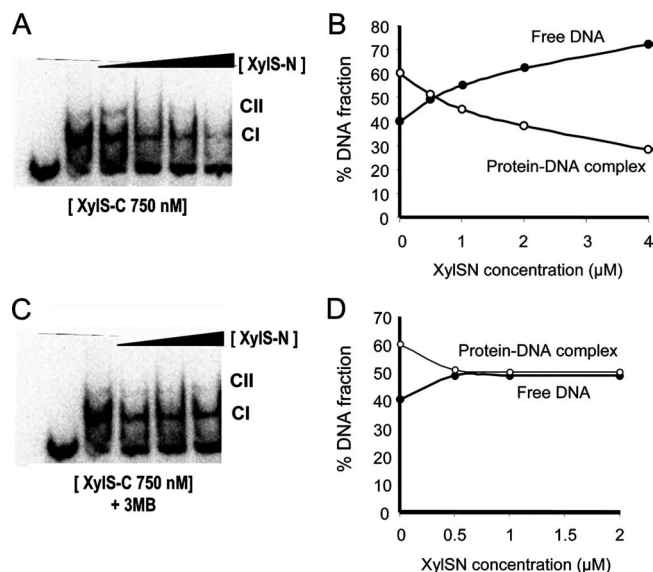 A
[ XylS-N ]
CII
CI
[ XylS-C 750 nM]
B
80
70
60
50
40
30
20
10
0
% DNA fraction
Free DNA
Protein-DNA complex
0 1 2 3 4
XylSN concentration (µM)
C
[ XylS-N ]
CII
CI
[ XylS-C 750 nM]
+ 3MB
D
70
60
50
40
30
20
10
0
% DNA fraction
Protein-DNA complex
Free DNA
0 0.5 1 1.5 2
XylSN concentration (µM)